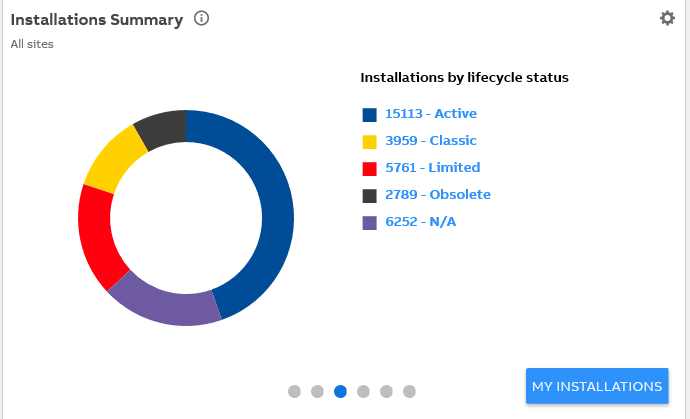 Installations Summary
All sites
Installations by lifecycle status
15113 - Active
3959 - Classic
5761 - Limited
2789 - Obsolete
6252 - N/A
MY INSTALLATIONS